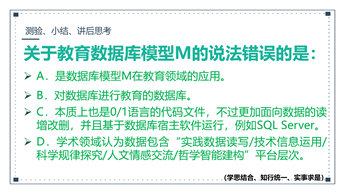 测验、小结、讲后思考
关于教育数据库模型M的说法错误的是：
A．是数据库模型M在教育领域的应用。
B．对数据库进行教育的数据库。
C．本质上也是0/1语言的代码文件，不过更加面向数据的读
增改删，并且基于数据库宿主软件运行，例如SQL Server。
D．学术领域认为数据包含“实践数据读写/技术信息运用/
科学规律探究/人文情感交流/哲学智能建构”平台层次。
(学思结合、知行统一、实事求是)